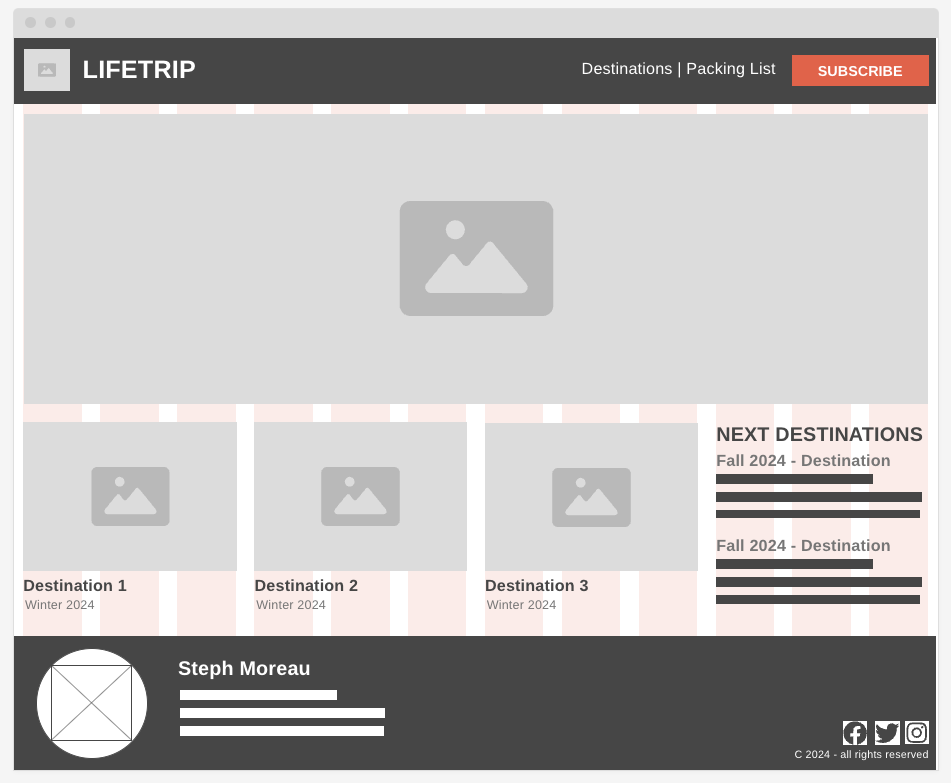 LIFETRIP
Destinations | Packing List
SUBSCRIBE
NEXT DESTINATIONS
Fall 2024 - Destination
Fall 2024 - Destination
Destination 1
Winter 2024
Destination 2
Winter 2024
Destination 3
Winter 2024
Steph Moreau
C 2024 - all rights reserved